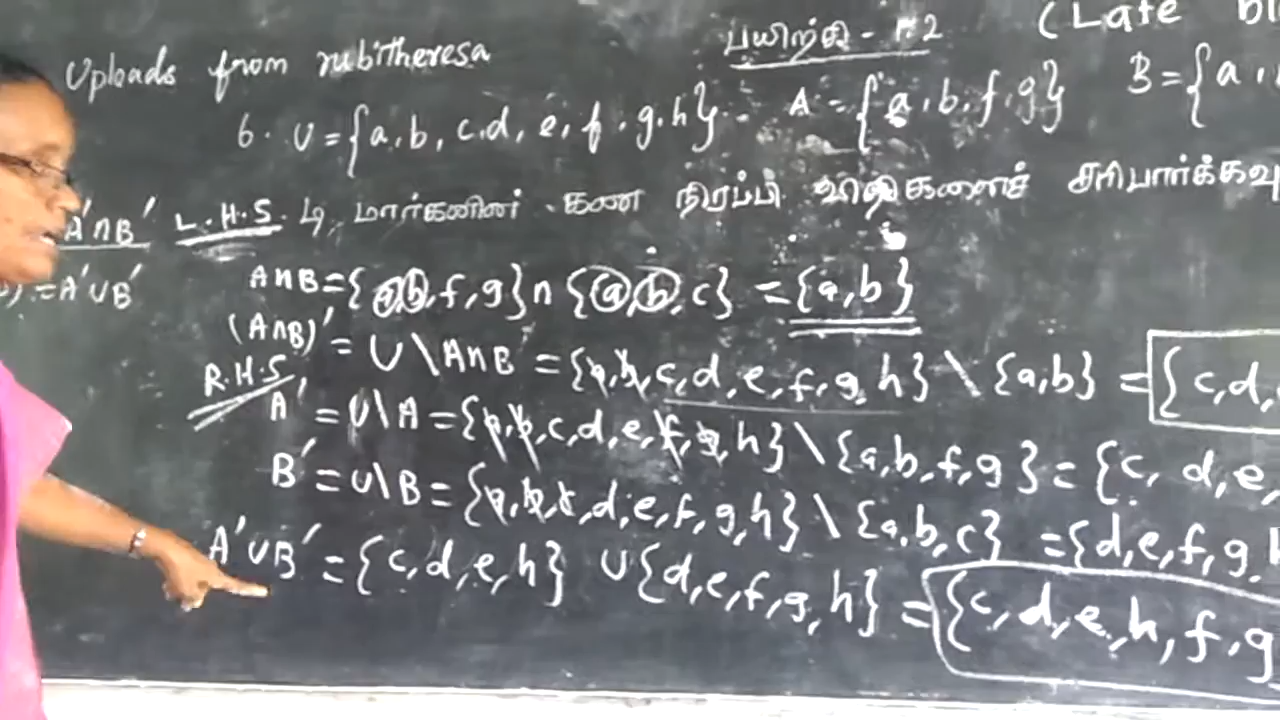 Uploads from rubitheresa
பயிற்சி - 1.2
(Late
6. U = {a, b, c, d, e, f, g, h}. A = {a, b, f, g} B = {a,
டி மார்கனின் கண நிரப்பி விதிகளைச் சரிபார்க்கவு
A'∩B' L.H.S.
= A'∪B'
A∩B = { a, b, f, g} ∩ {a, b, c} = {a, b}
(A∩B)' = U \ A∩B = {a, b, c, d, e, f, g, h} \ {a, b} = { c, d,
R.H.S
A' = U\A = {a, b, c, d, e, f, g, h} \ {a, b, f, g} = {c, d, e,
B' = U\B = {a, b, c, d, e, f, g, h} \ {a, b, c} = {d, e, f, g, h
A'∪B' = {c, d, e, h} ∪ {d, e, f, g, h} = {c, d, e, h, f, g